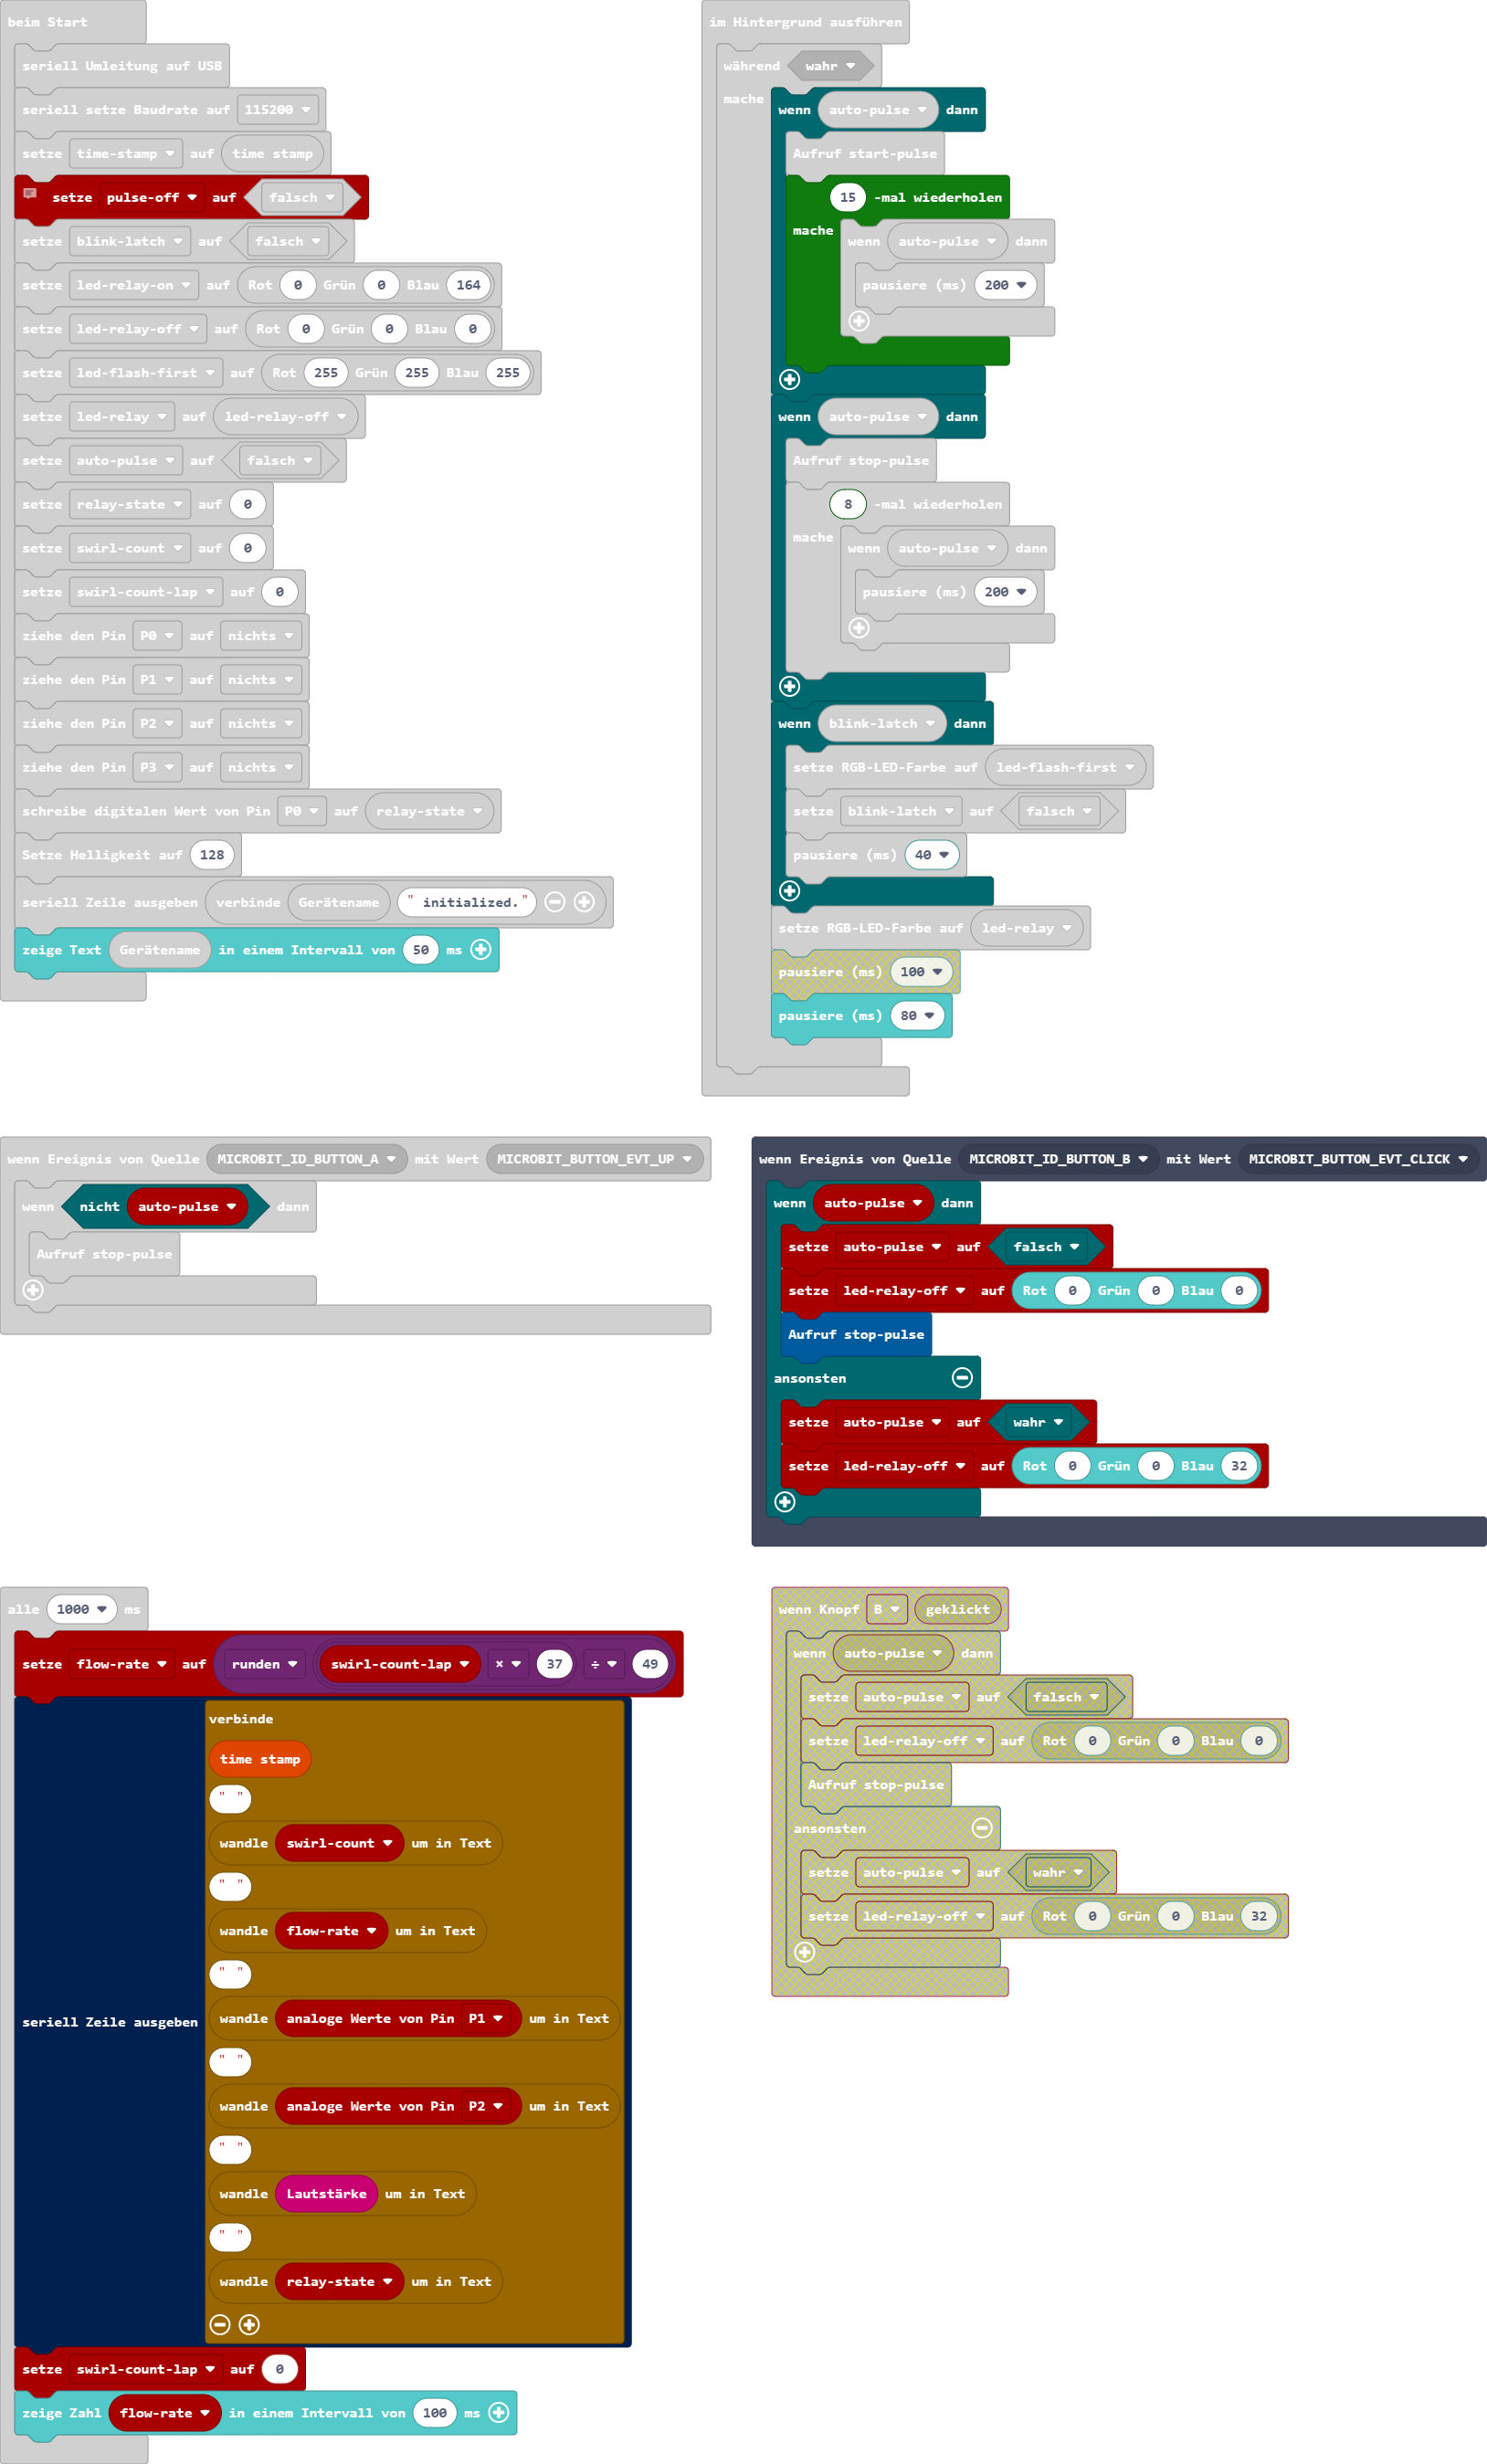 beim Start
seriell Umleitung auf USB
seriell setze Baudrate auf 115200
setze time-stamp auf time stamp
setze pulse-off auf falsch
setze blink-latch auf falsch
setze led-relay-on auf Rot 0 Grün 0 Blau 164
setze led-relay-off auf Rot 0 Grün 0 Blau 0
setze led-flash-first auf Rot 255 Grün 255 Blau 255
setze led-relay auf led-relay-off
setze auto-pulse auf falsch
setze relay-state auf 0
setze swirl-count auf 0
setze swirl-count-lap auf 0
ziehe den Pin P0 auf nichts
ziehe den Pin P1 auf nichts
ziehe den Pin P2 auf nichts
ziehe den Pin P3 auf nichts
schreibe digitalen Wert von Pin P0 auf relay-state
Setze Helligkeit auf 128
seriell Zeile ausgeben verbinde Gerätename " initialized."
zeige Text Gerätename in einem Intervall von 50 ms
im Hintergrund ausführen
während wahr
mache
wenn auto-pulse dann
Aufruf start-pulse
15 -mal wiederholen
mache
wenn auto-pulse dann
pausiere (ms) 200
wenn auto-pulse dann
Aufruf stop-pulse
8 -mal wiederholen
mache
wenn auto-pulse dann
pausiere (ms) 200
wenn blink-latch dann
setze RGB-LED-Farbe auf led-flash-first
setze blink-latch auf falsch
pausiere (ms) 40
setze RGB-LED-Farbe auf led-relay
pausiere (ms) 100
pausiere (ms) 80
wenn Ereignis von Quelle MICROBIT_ID_BUTTON_A mit Wert MICROBIT_BUTTON_EVT_UP
wenn nicht auto-pulse dann
Aufruf stop-pulse
wenn Ereignis von Quelle MICROBIT_ID_BUTTON_B mit Wert MICROBIT_BUTTON_EVT_CLICK
wenn auto-pulse dann
setze auto-pulse auf falsch
setze led-relay-off auf Rot 0 Grün 0 Blau 0
Aufruf stop-pulse
ansonsten
setze auto-pulse auf wahr
setze led-relay-off auf Rot 0 Grün 0 Blau 32
alle 1000 ms
setze flow-rate auf runden swirl-count-lap × 37 ÷ 49
seriell Zeile ausgeben
verbinde
time stamp
" "
wandle swirl-count um in Text
" "
wandle flow-rate um in Text
" "
wandle analoge Werte von Pin P1 um in Text
" "
wandle analoge Werte von Pin P2 um in Text
" "
wandle Lautstärke um in Text
" "
wandle relay-state um in Text
setze swirl-count-lap auf 0
zeige Zahl flow-rate in einem Intervall von 100 ms
wenn Knopf B geklickt
wenn auto-pulse dann
setze auto-pulse auf falsch
setze led-relay-off auf Rot 0 Grün 0 Blau 0
Aufruf stop-pulse
ansonsten
setze auto-pulse auf wahr
setze led-relay-off auf Rot 0 Grün 0 Blau 32